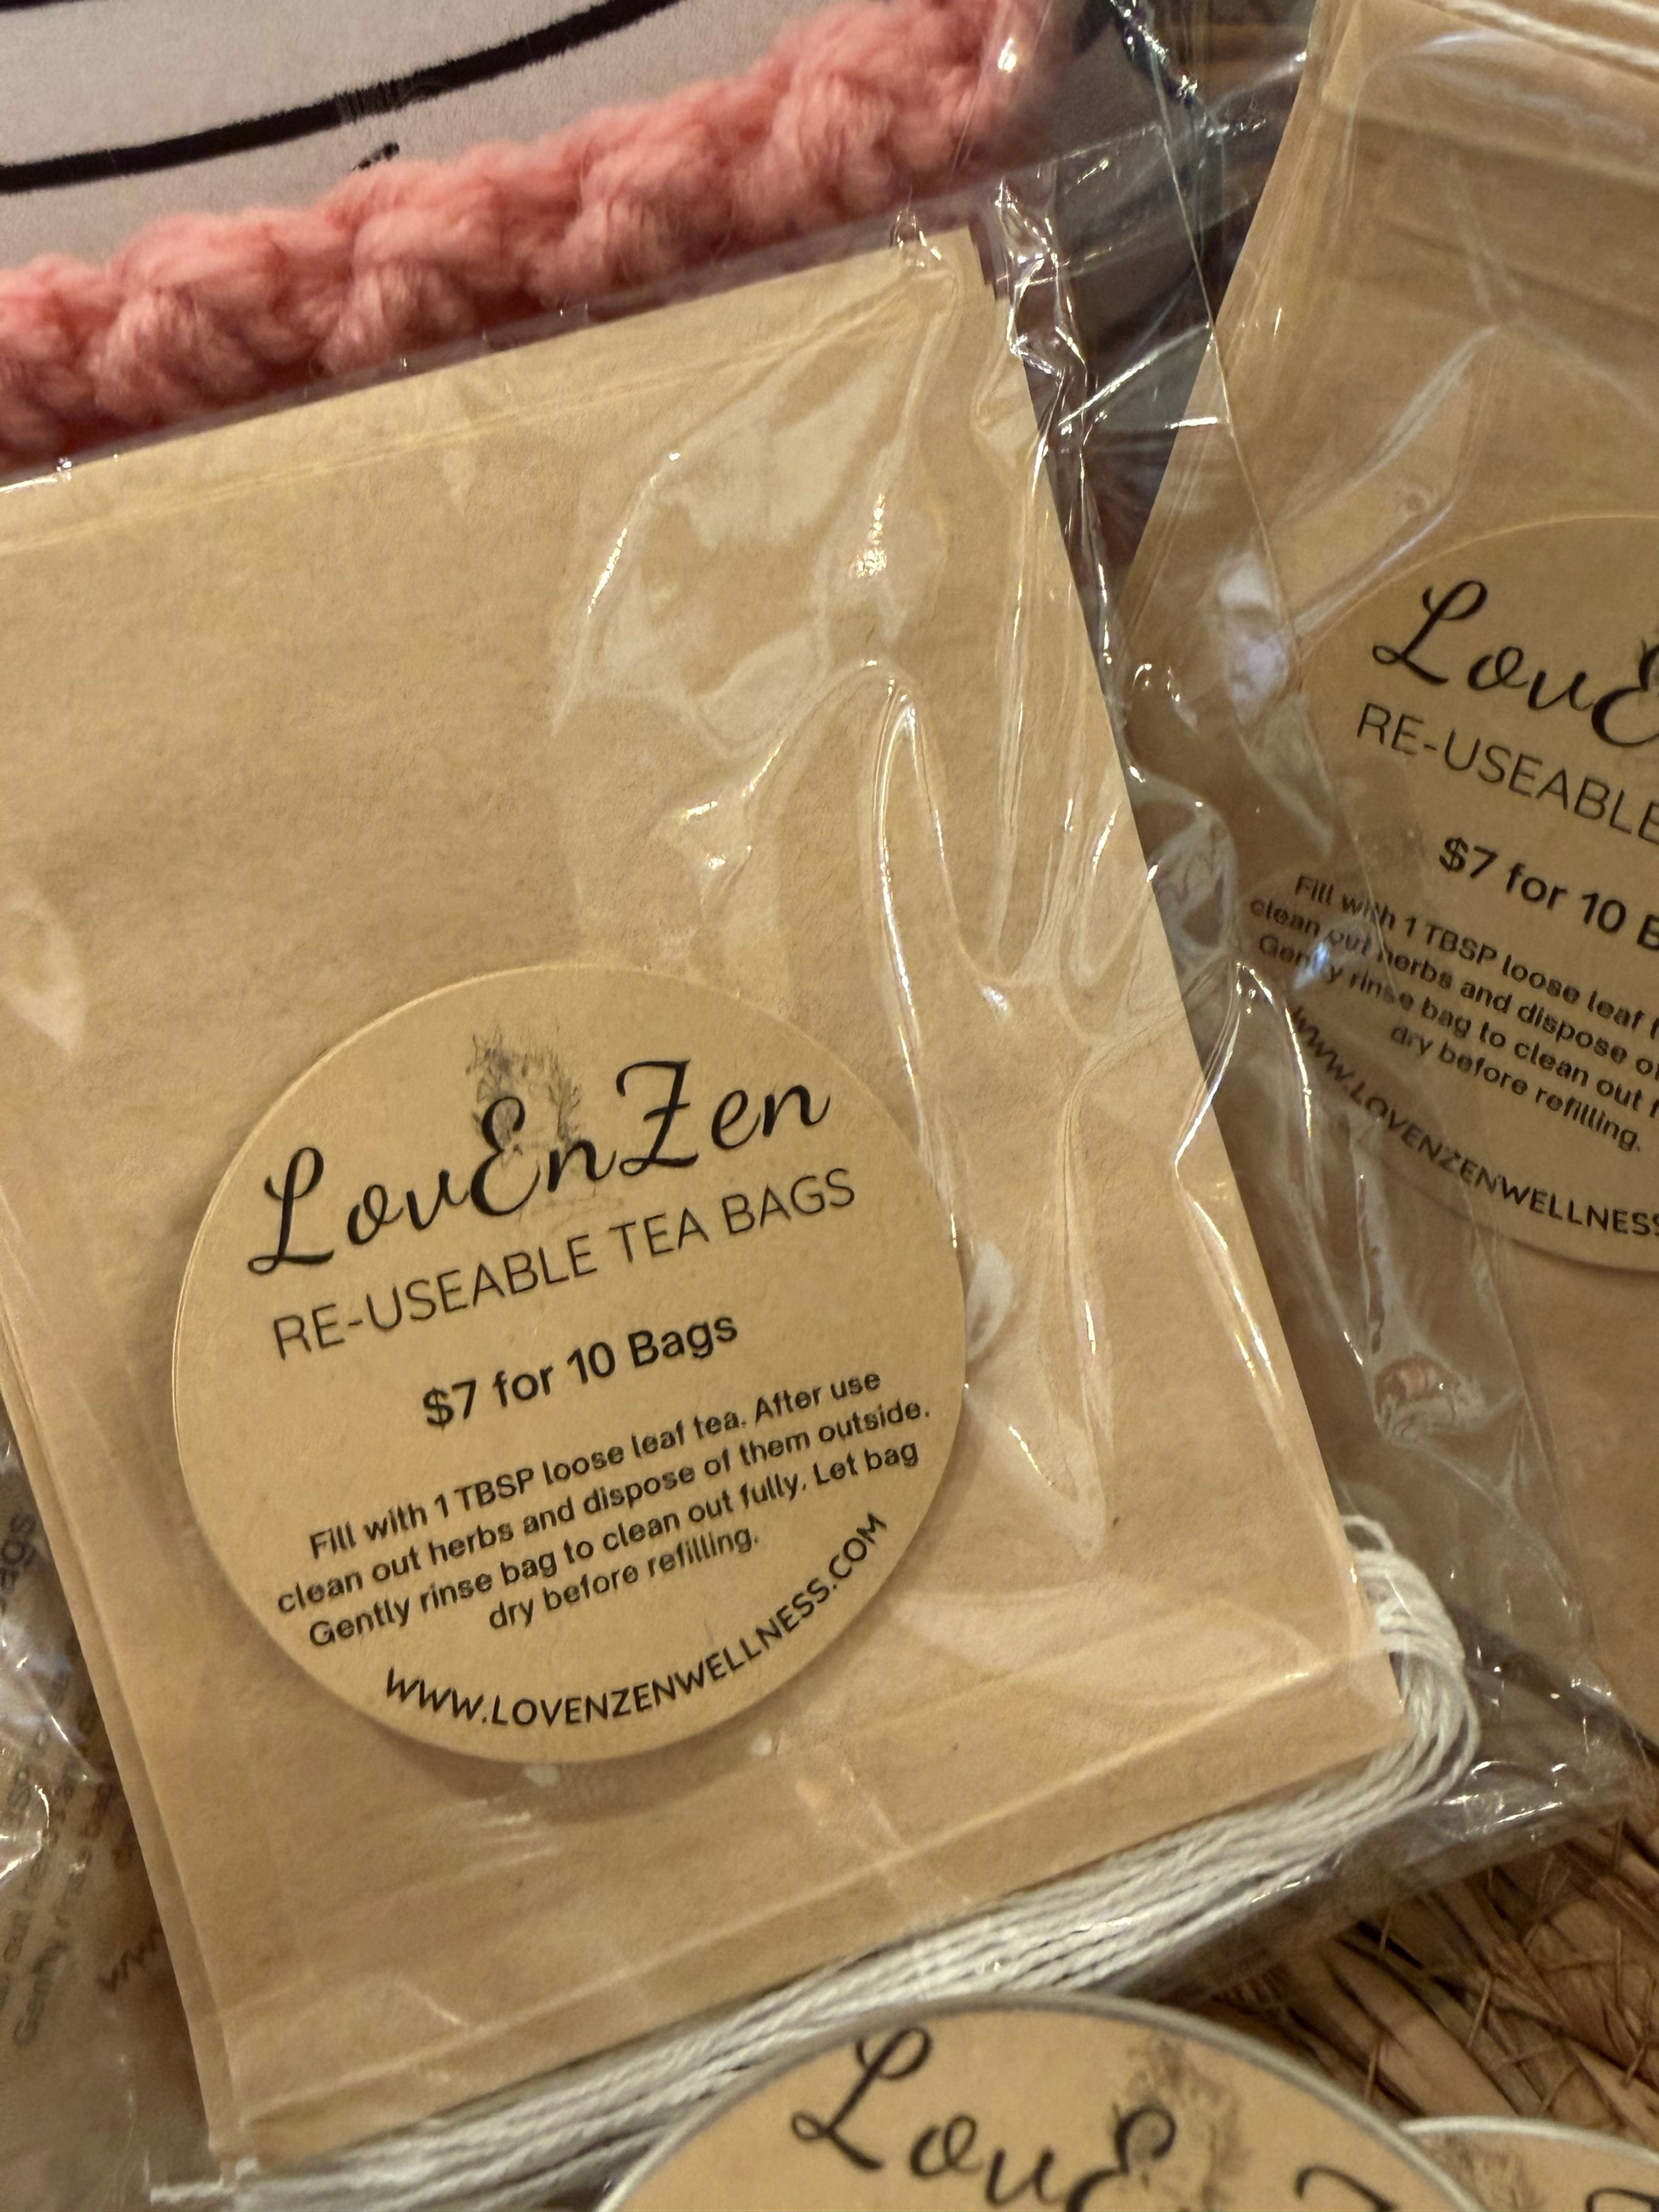 LovEnZen
RE-USEABLE TEA BAGS
$7 for 10 Bags
Fill with 1 TBSP loose leaf tea. After use
clean out herbs and dispose of them outside.
Gently rinse bag to clean out fully. Let bag
dry before refilling.
WWW.LOVENZENWELLNESS.COM
LovE
RE-USEABLE
$7 for 10 B
Fill with 1 TBSP loose leaf
clean out herbs and dispose
Gently rinse bag to clean out
dry before refilling.
WWW.LOVENZENWELLNESS
LovE